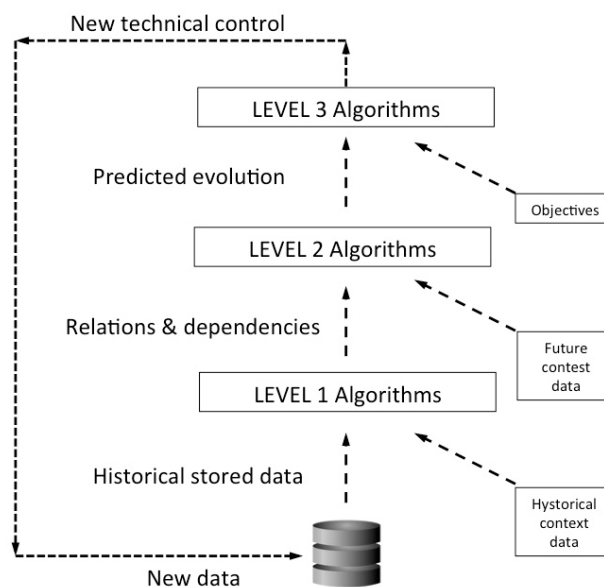 New technical control
LEVEL 3 Algorithms
Predicted evolution
Objectives
LEVEL 2 Algorithms
Relations & dependencies
Future
contest
data
LEVEL 1 Algorithms
Historical stored data
Hystorical
context
data
New data